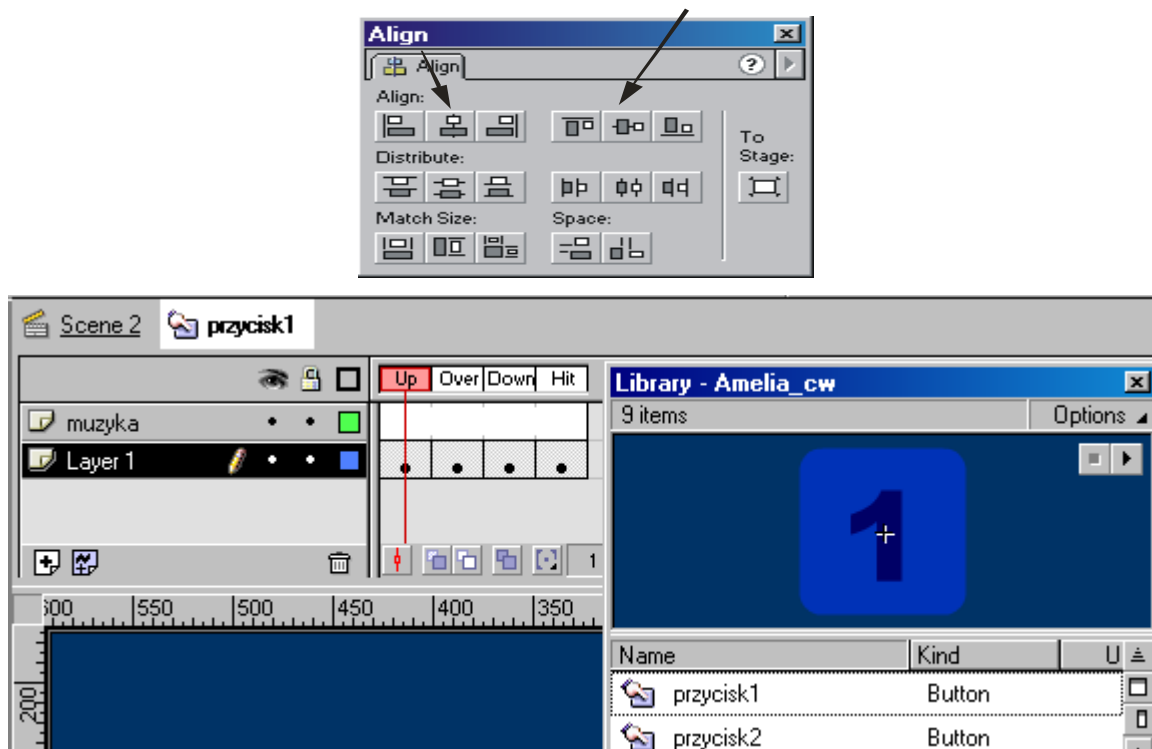 Align
Align
Align:
To
Stage:
Distribute:
Match Size: Space:
Scene 2 przycisk1
Up Over Down Hit
Library - Amelia_cw
muzyka
9 items Options
Layer 1
1
1
550 500 450 400 350
Name Kind U
200
przycisk1 Button
przycisk2 Button